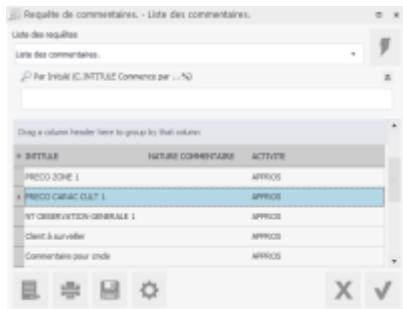 Requête de commentaires. - Liste des commentaires.
Liste des requêtes
Liste des commentaires.
Par Intitulé (C.INTITULE Commence par ...%)
Drag a column header here to group by that column
INTITULE NATURE COMMENTAIRE ACTIVITE
PRECO ZONE 1 APPROS
PRECO CARAC CULT 1 APPROS
NT OBSERVATION GENERALE 1 APPROS
Client à surveiller APPROS
Commentaire pour onde APPROS